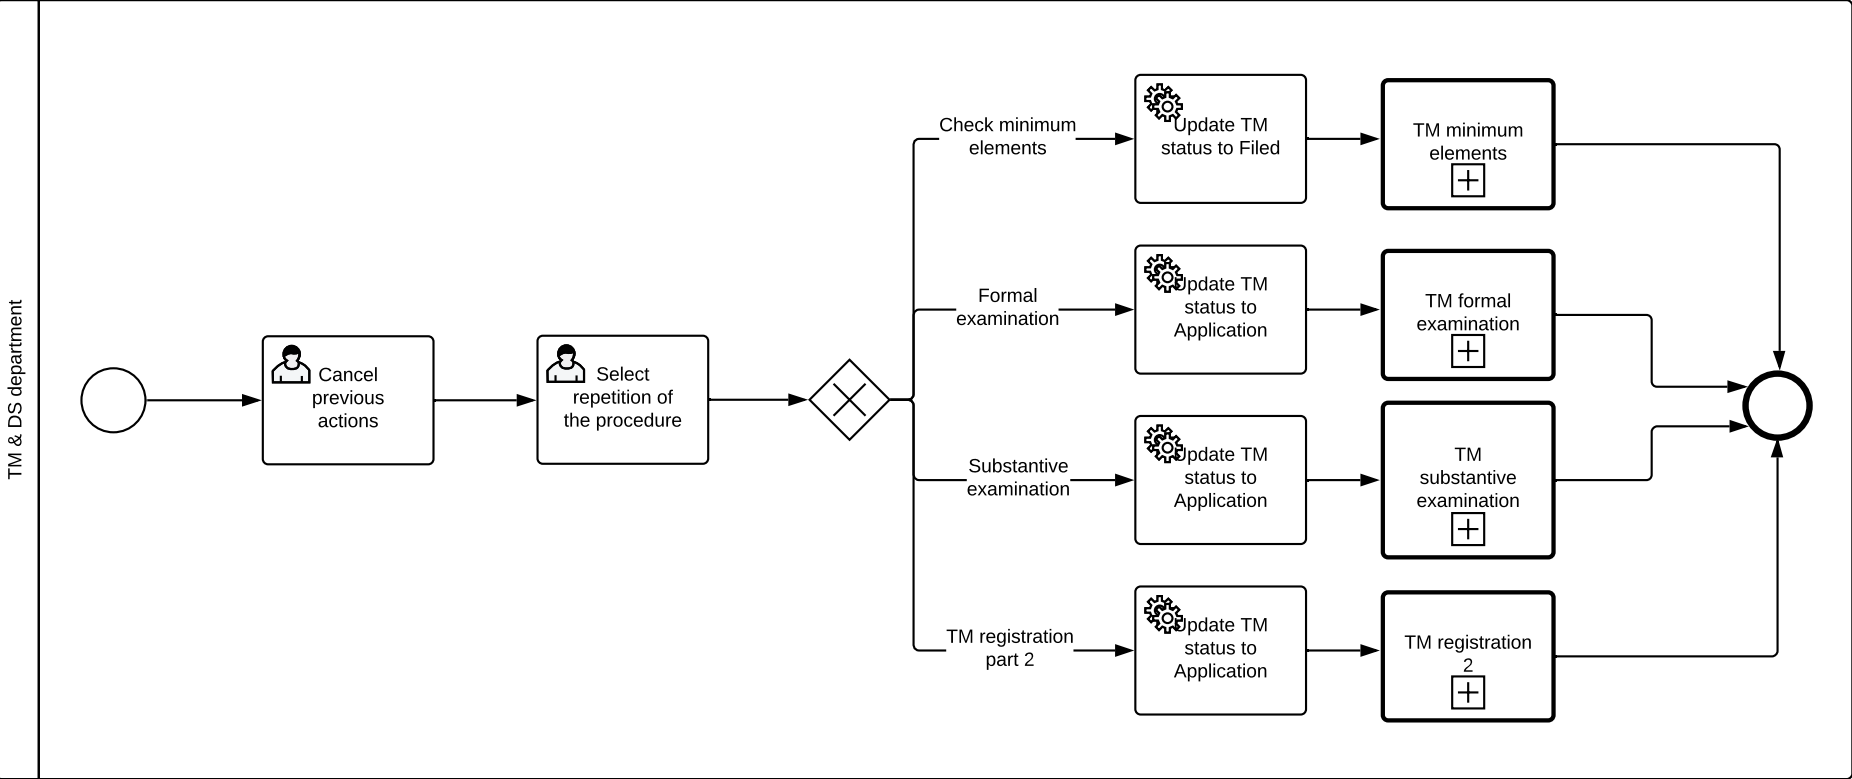 TM & DS department
Cancel
previous
actions
Select
repetition of
the procedure
Check minimum
elements
Update TM
status to Filed
TM minimum
elements
Formal
examination
Update TM
status to
Application
TM formal
examination
Substantive
examination
Update TM
status to
Application
TM
substantive
examination
TM registration
part 2
Update TM
status to
Application
TM registration
2